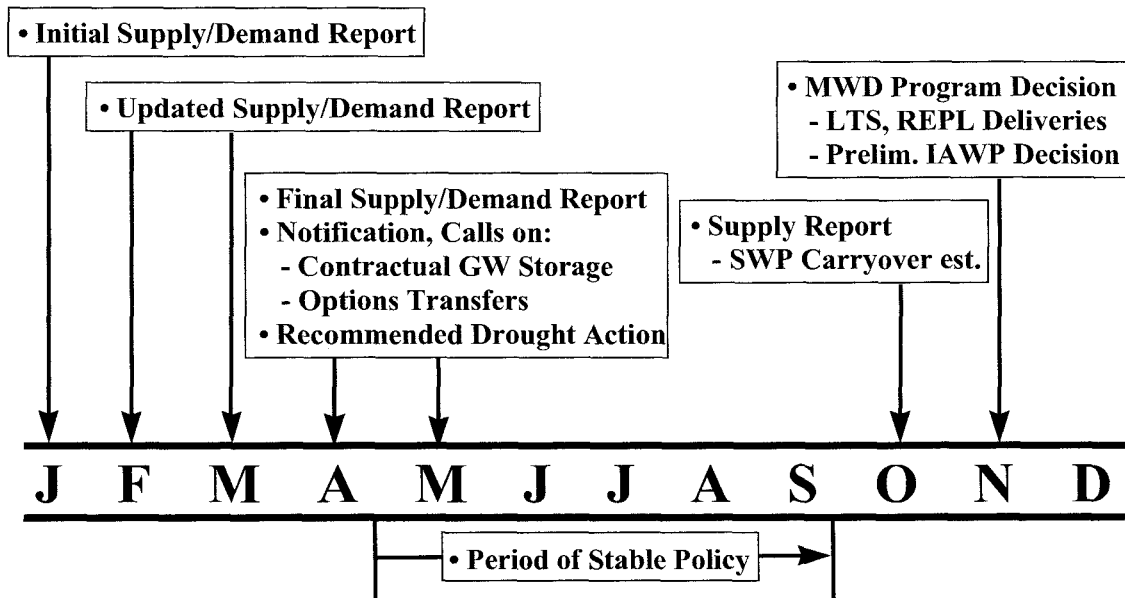 • Initial Supply/Demand Report
• Updated Supply/Demand Report
• MWD Program Decision
- LTS, REPL Deliveries
- Prelim. IAWP Decision
• Final Supply/Demand Report
• Notification, Calls on:
- Contractual GW Storage
- Options Transfers
• Recommended Drought Action
• Supply Report
- SWP Carryover est.
J F M A M J J A S O N D
• Period of Stable Policy